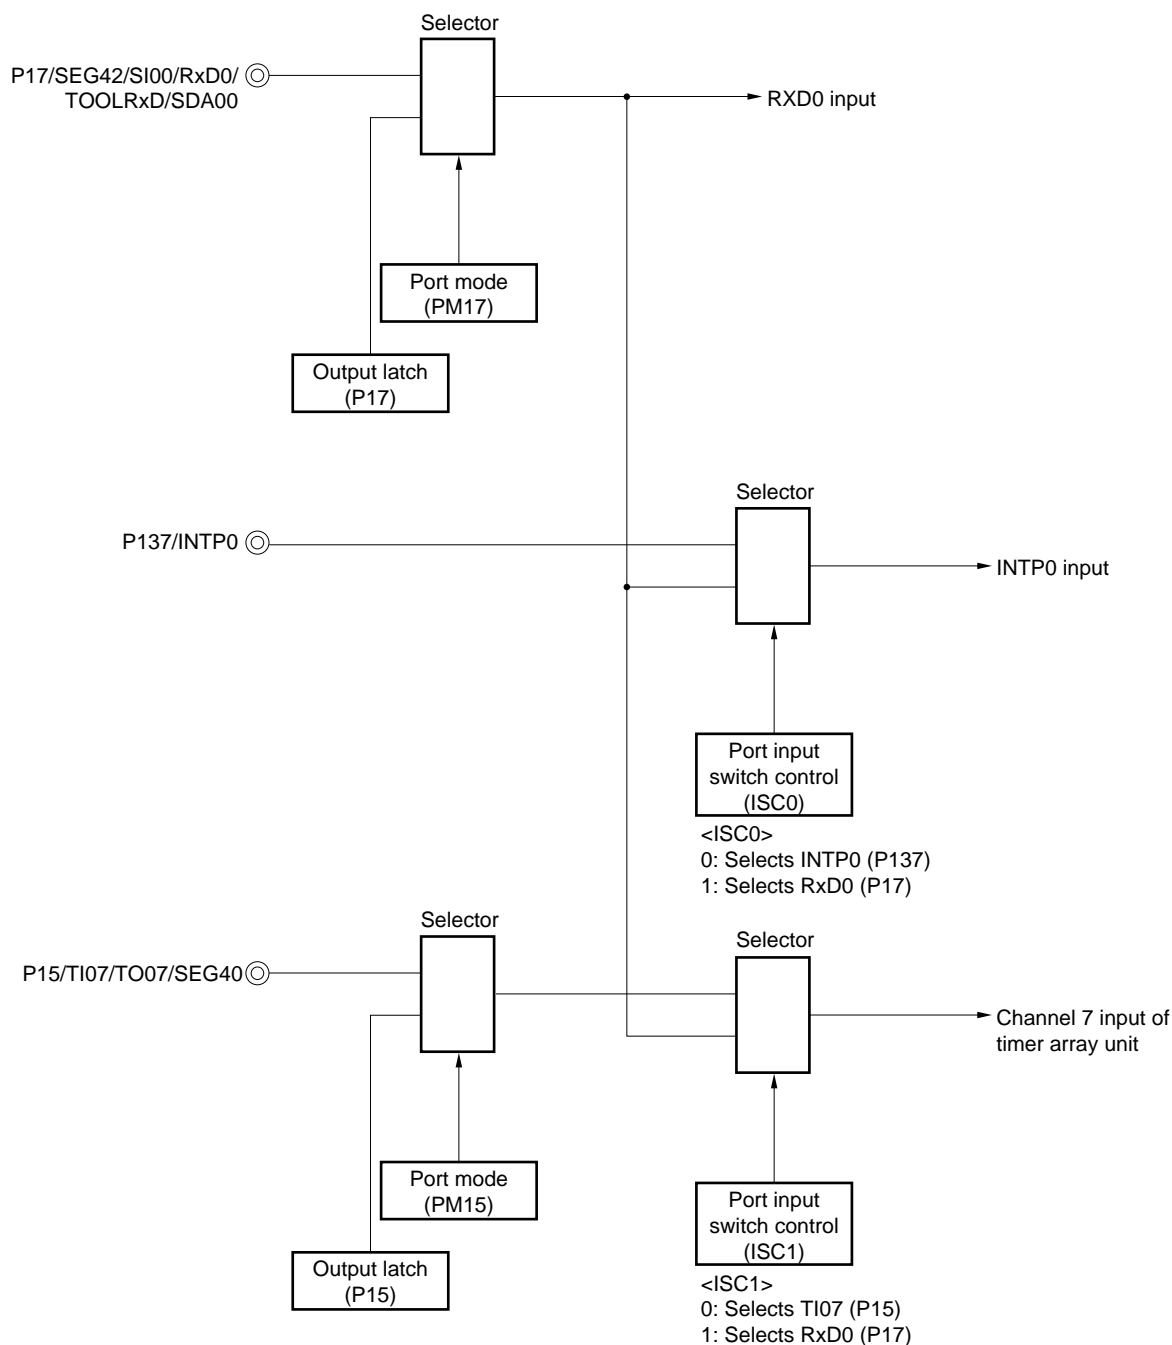 Selector
P17/SEG42/SI00/RxD0/
TOOLRxD/SDA00
RXD0 input
Port mode
(PM17)
Output latch
(P17)
Selector
P137/INTP0
INTP0 input
Port input
switch control
(ISC0)
<ISC0>
0: Selects INTP0 (P137)
1: Selects RxD0 (P17)
Selector
Selector
P15/TI07/TO07/SEG40
Channel 7 input of
timer array unit
Port mode
(PM15)
Port input
switch control
(ISC1)
Output latch
(P15)
<ISC1>
0: Selects TI07 (P15)
1: Selects RxD0 (P17)